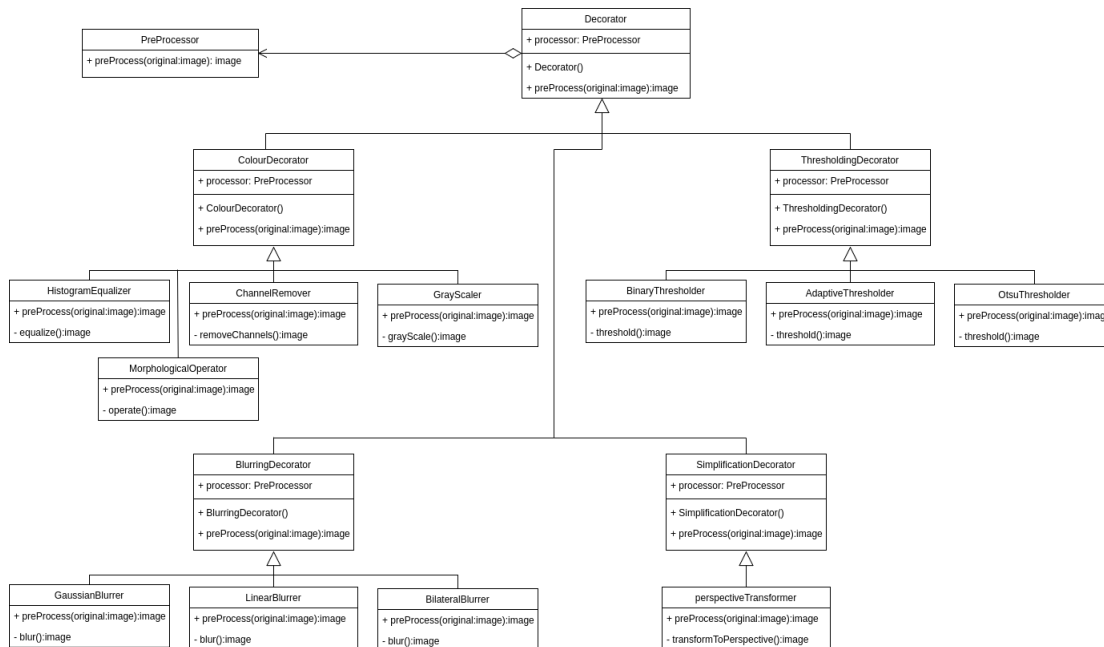 Decorator
+ processor: PreProcessor
+ Decorator()
+ preProcess(original:image):image
PreProcessor
+ preProcess(original:image): image
ColourDecorator
+ processor: PreProcessor
+ ColourDecorator()
+ preProcess(original:image):image
ThresholdingDecorator
+ processor: PreProcessor
+ ThresholdingDecorator()
+ preProcess(original:image):image
HistogramEqualizer
+ preProcess(original:image):image
- equalize():image
ChannelRemover
+ preProcess(original:image):image
- removeChannels():image
GrayScaler
+ preProcess(original:image):image
- grayScale():image
BinaryThresholder
+ preProcess(original:image):image
- threshold():image
AdaptiveThresholder
+ preProcess(original:image):image
- threshold():image
OtsuThresholder
+ preProcess(original:image):imag
- threshold():image
MorphologicalOperator
+ preProcess(original:image):image
- operate():image
BlurringDecorator
+ processor: PreProcessor
+ BlurringDecorator()
+ preProcess(original:image):image
SimplificationDecorator
+ processor: PreProcessor
+ SimplificationDecorator()
+ preProcess(original:image):image
GaussianBlurrer
+ preProcess(original:image):image
- blur():image
LinearBlurrer
+ preProcess(original:image):image
- blur():image
BilateralBlurrer
+ preProcess(original:image):image
- blur():image
perspectiveTransformer
+ preProcess(original:image):image
- transformToPerspective():image